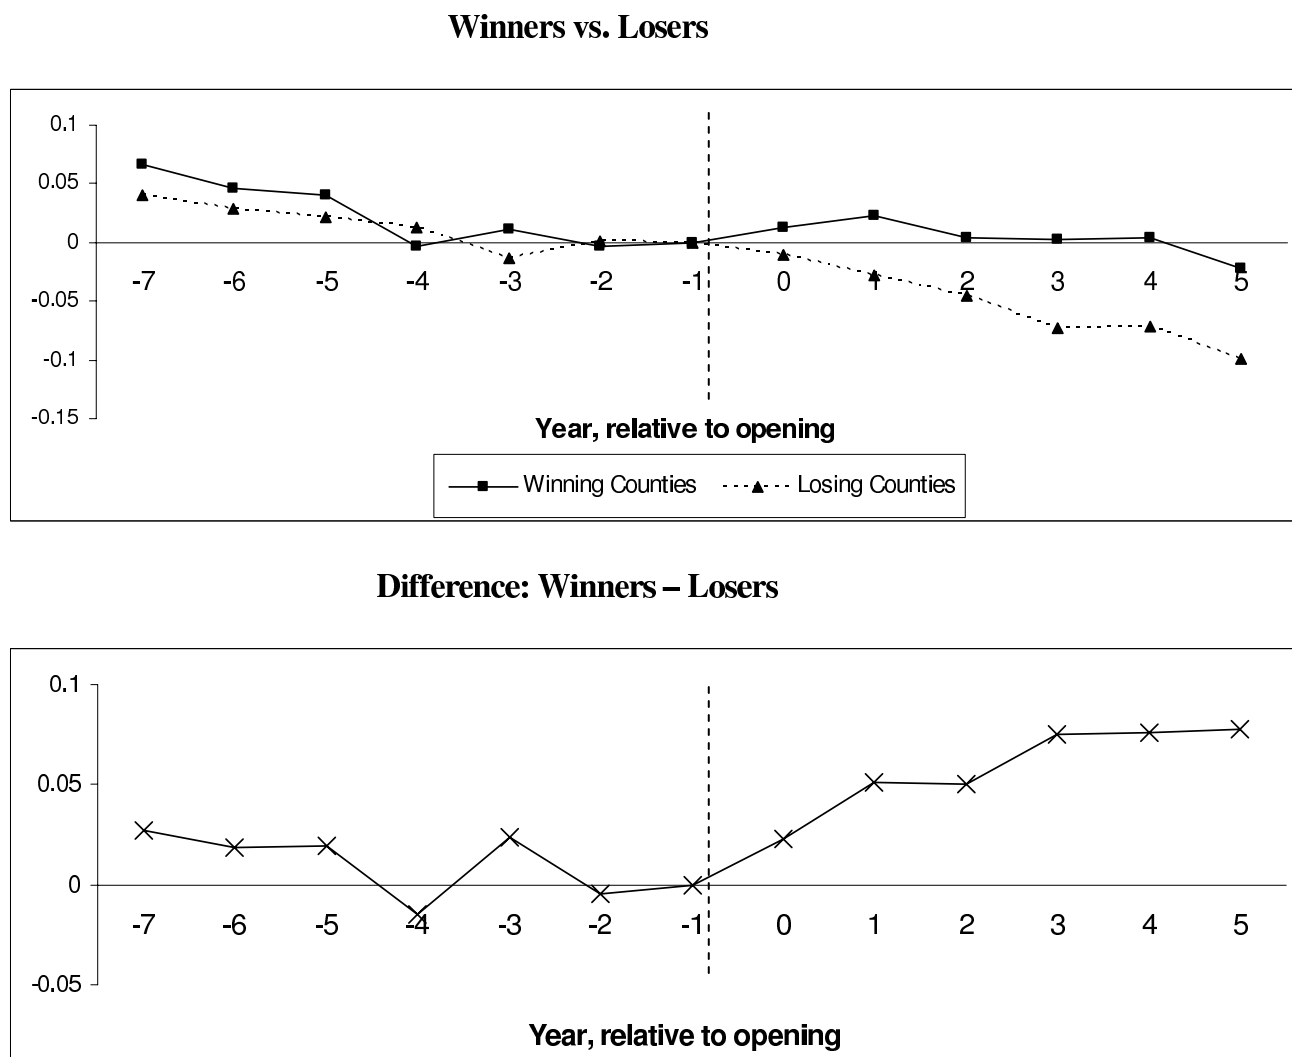 Winners vs. Losers
0.1
0.05
0
-7 -6 -5 -4 -3 -2 -1 0 1 2 3 4 5
-0.05
-0.1
-0.15
Year, relative to opening
Winning Counties Losing Counties
Difference: Winners – Losers
0.1
0.05
0
-7 -6 -5 -4 -3 -2 -1 0 1 2 3 4 5
-0.05
Year, relative to opening